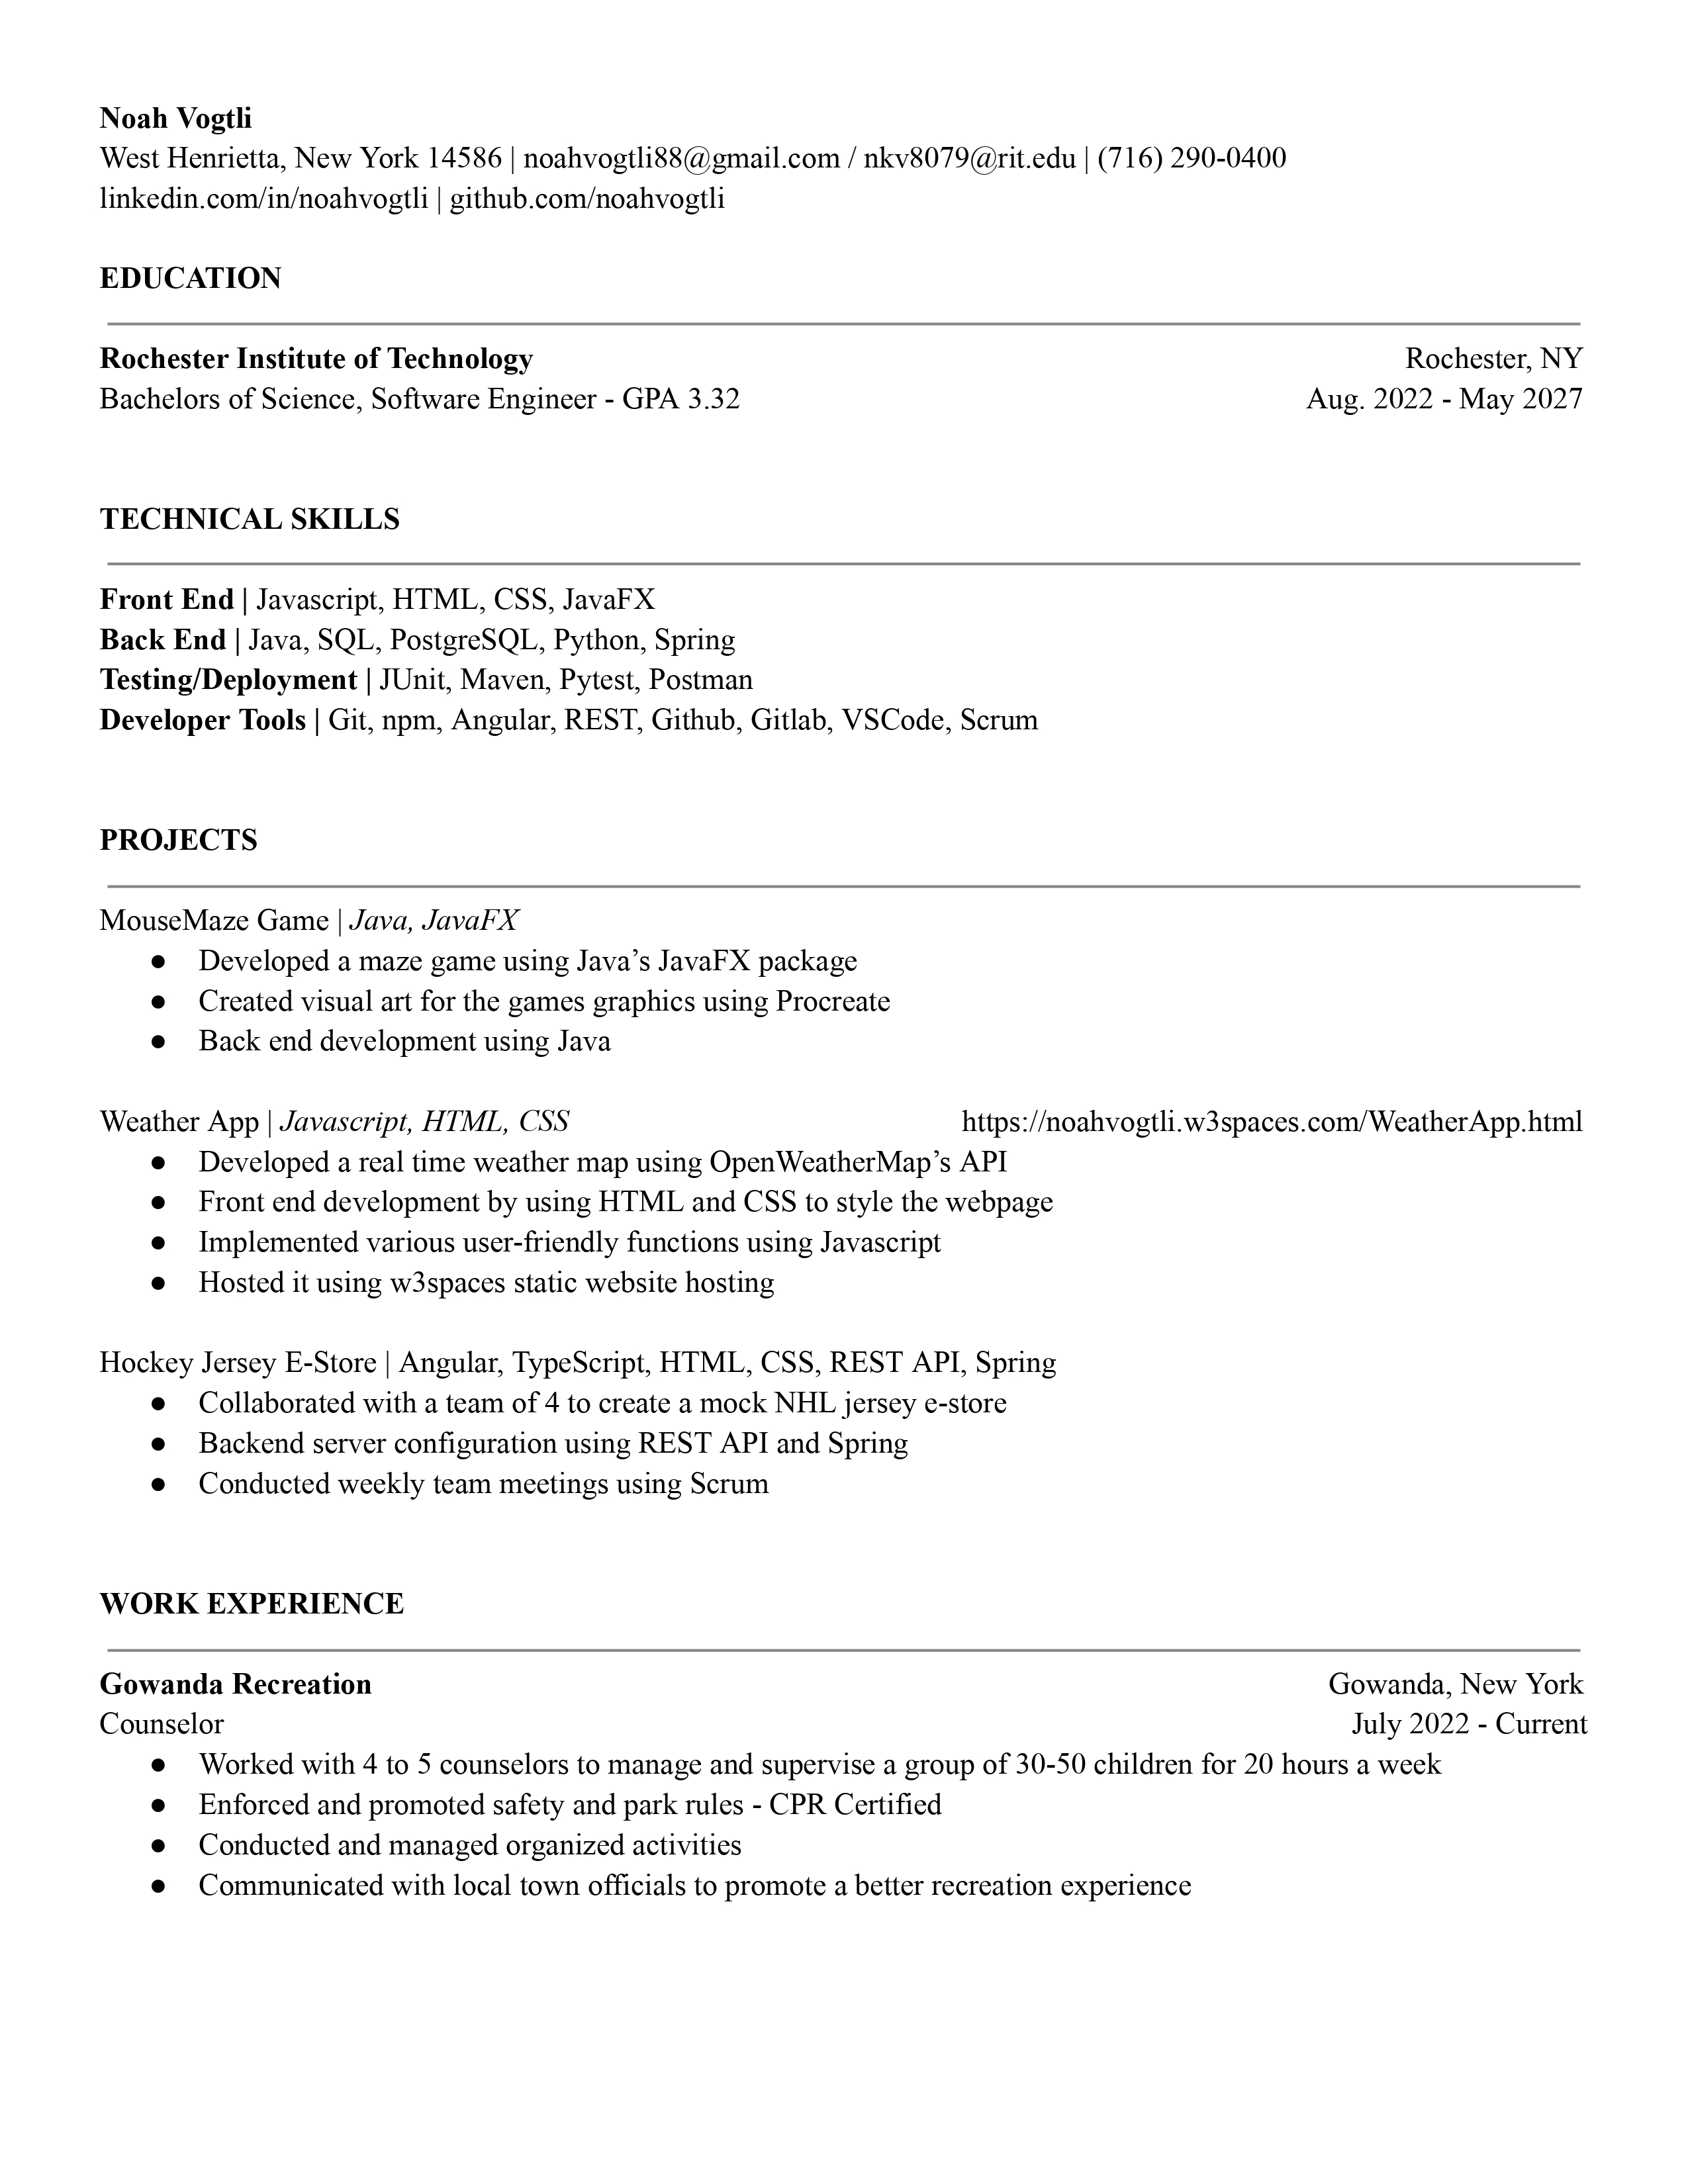 Noah Vogtli
West Henrietta, New York 14586 | noahvogtli88@gmail.com / nkv8079@rit.edu | (716) 290-0400
linkedin.com/in/noahvogtli | github.com/noahvogtli
EDUCATION
Rochester Institute of Technology Rochester, NY
Bachelors of Science, Software Engineer - GPA 3.32 Aug. 2022 - May 2027
TECHNICAL SKILLS
Front End | Javascript, HTML, CSS, JavaFX
Back End | Java, SQL, PostgreSQL, Python, Spring
Testing/Deployment | JUnit, Maven, Pytest, Postman
Developer Tools | Git, npm, Angular, REST, Github, Gitlab, VSCode, Scrum
PROJECTS
MouseMaze Game | Java, JavaFX
● Developed a maze game using Java’s JavaFX package
● Created visual art for the games graphics using Procreate
● Back end development using Java
Weather App | Javascript, HTML, CSS https://noahvogtli.w3spaces.com/WeatherApp.html
● Developed a real time weather map using OpenWeatherMap’s API
● Front end development by using HTML and CSS to style the webpage
● Implemented various user-friendly functions using Javascript
● Hosted it using w3spaces static website hosting
Hockey Jersey E-Store | Angular, TypeScript, HTML, CSS, REST API, Spring
● Collaborated with a team of 4 to create a mock NHL jersey e-store
● Backend server configuration using REST API and Spring
● Conducted weekly team meetings using Scrum
WORK EXPERIENCE
Gowanda Recreation Gowanda, New York
Counselor July 2022 - Current
● Worked with 4 to 5 counselors to manage and supervise a group of 30-50 children for 20 hours a week
● Enforced and promoted safety and park rules - CPR Certified
● Conducted and managed organized activities
● Communicated with local town officials to promote a better recreation experience